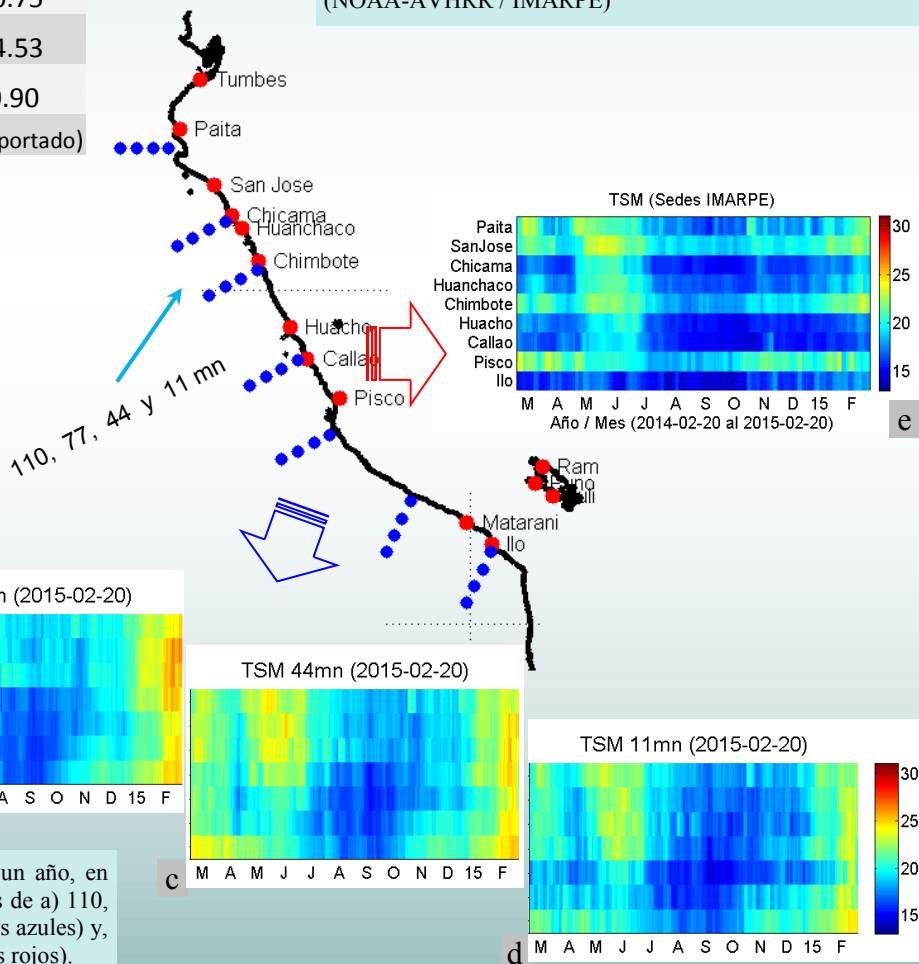 (NOAA-AVHRR / IMARPE)
4.53
0.90
portado)
Tumbes
Paita
San Jose
Chicama
Huanchaco
Chimbote
Huacho
Callao
Pisco
110, 77, 44 y 11 mn
Ram
Matarani
Ilo
TSM (Sedes IMARPE)
Paita
SanJose
Chicama
Huanchaco
Chimbote
Huacho
Callao
Pisco
Ilo
30
25
20
15
M A M J J A S O N D 15 F
Año / Mes (2014-02-20 al 2015-02-20)
e
(2015-02-20)
A S O N D 15 F
TSM 44mn (2015-02-20)
M A M J J A S O N D 15 F
c
TSM 11mn (2015-02-20)
30
25
20
15
M A M J J A S O N D 15 F
d
un año, en
s de a) 110,
s azules) y,
s rojos).